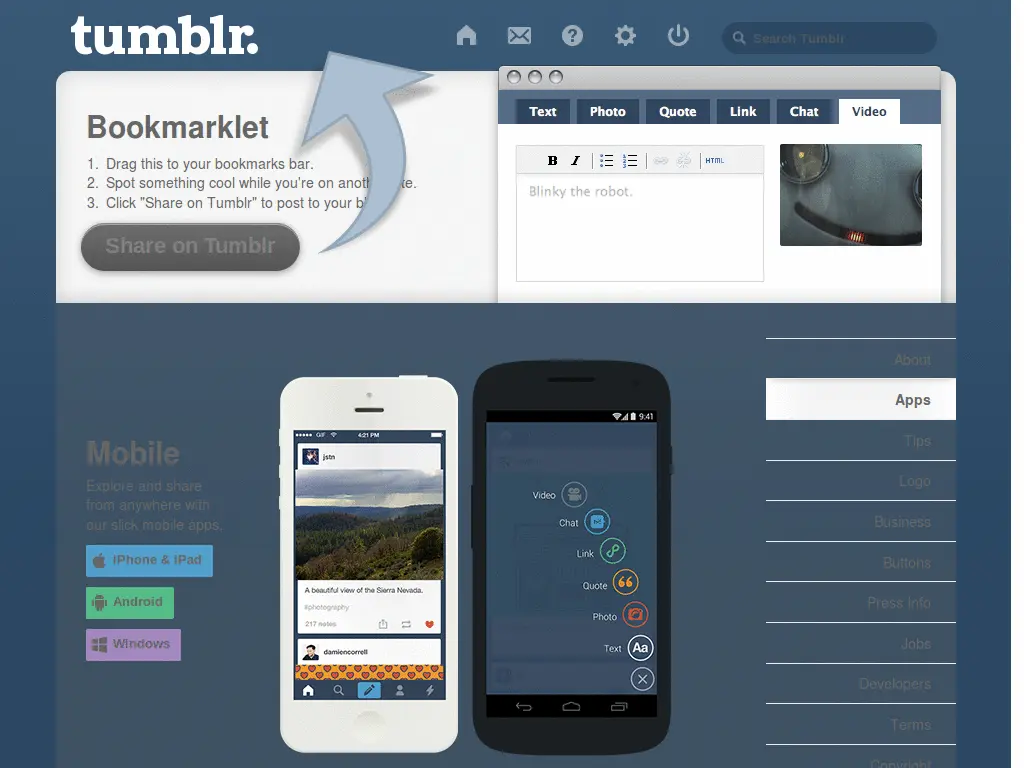 tumblr.
Search Tumblr
Bookmarklet
1. Drag this to your bookmarks bar.
2. Spot something cool while you're on
3. Click "Share on Tumblr" to post to your
Share on Tumblr
Text Photo Quote Link Chat Video
B I HTML
Blinky the robot.
Mobile
Explore and share
from anywhere with
our slick mobile apps.
iPhone & iPad
Android
Windows
GIF 4:21 PM
jstn
A beautiful view of the Sierra Nevada.
#photography
217 notes
damiencorrell
9:41
Video
Chat
Link
Quote
Photo
Text Aa
About
Apps
Tips
Logo
Business
Buttons
Press Info
Jobs
Developers
Terms
Copyright